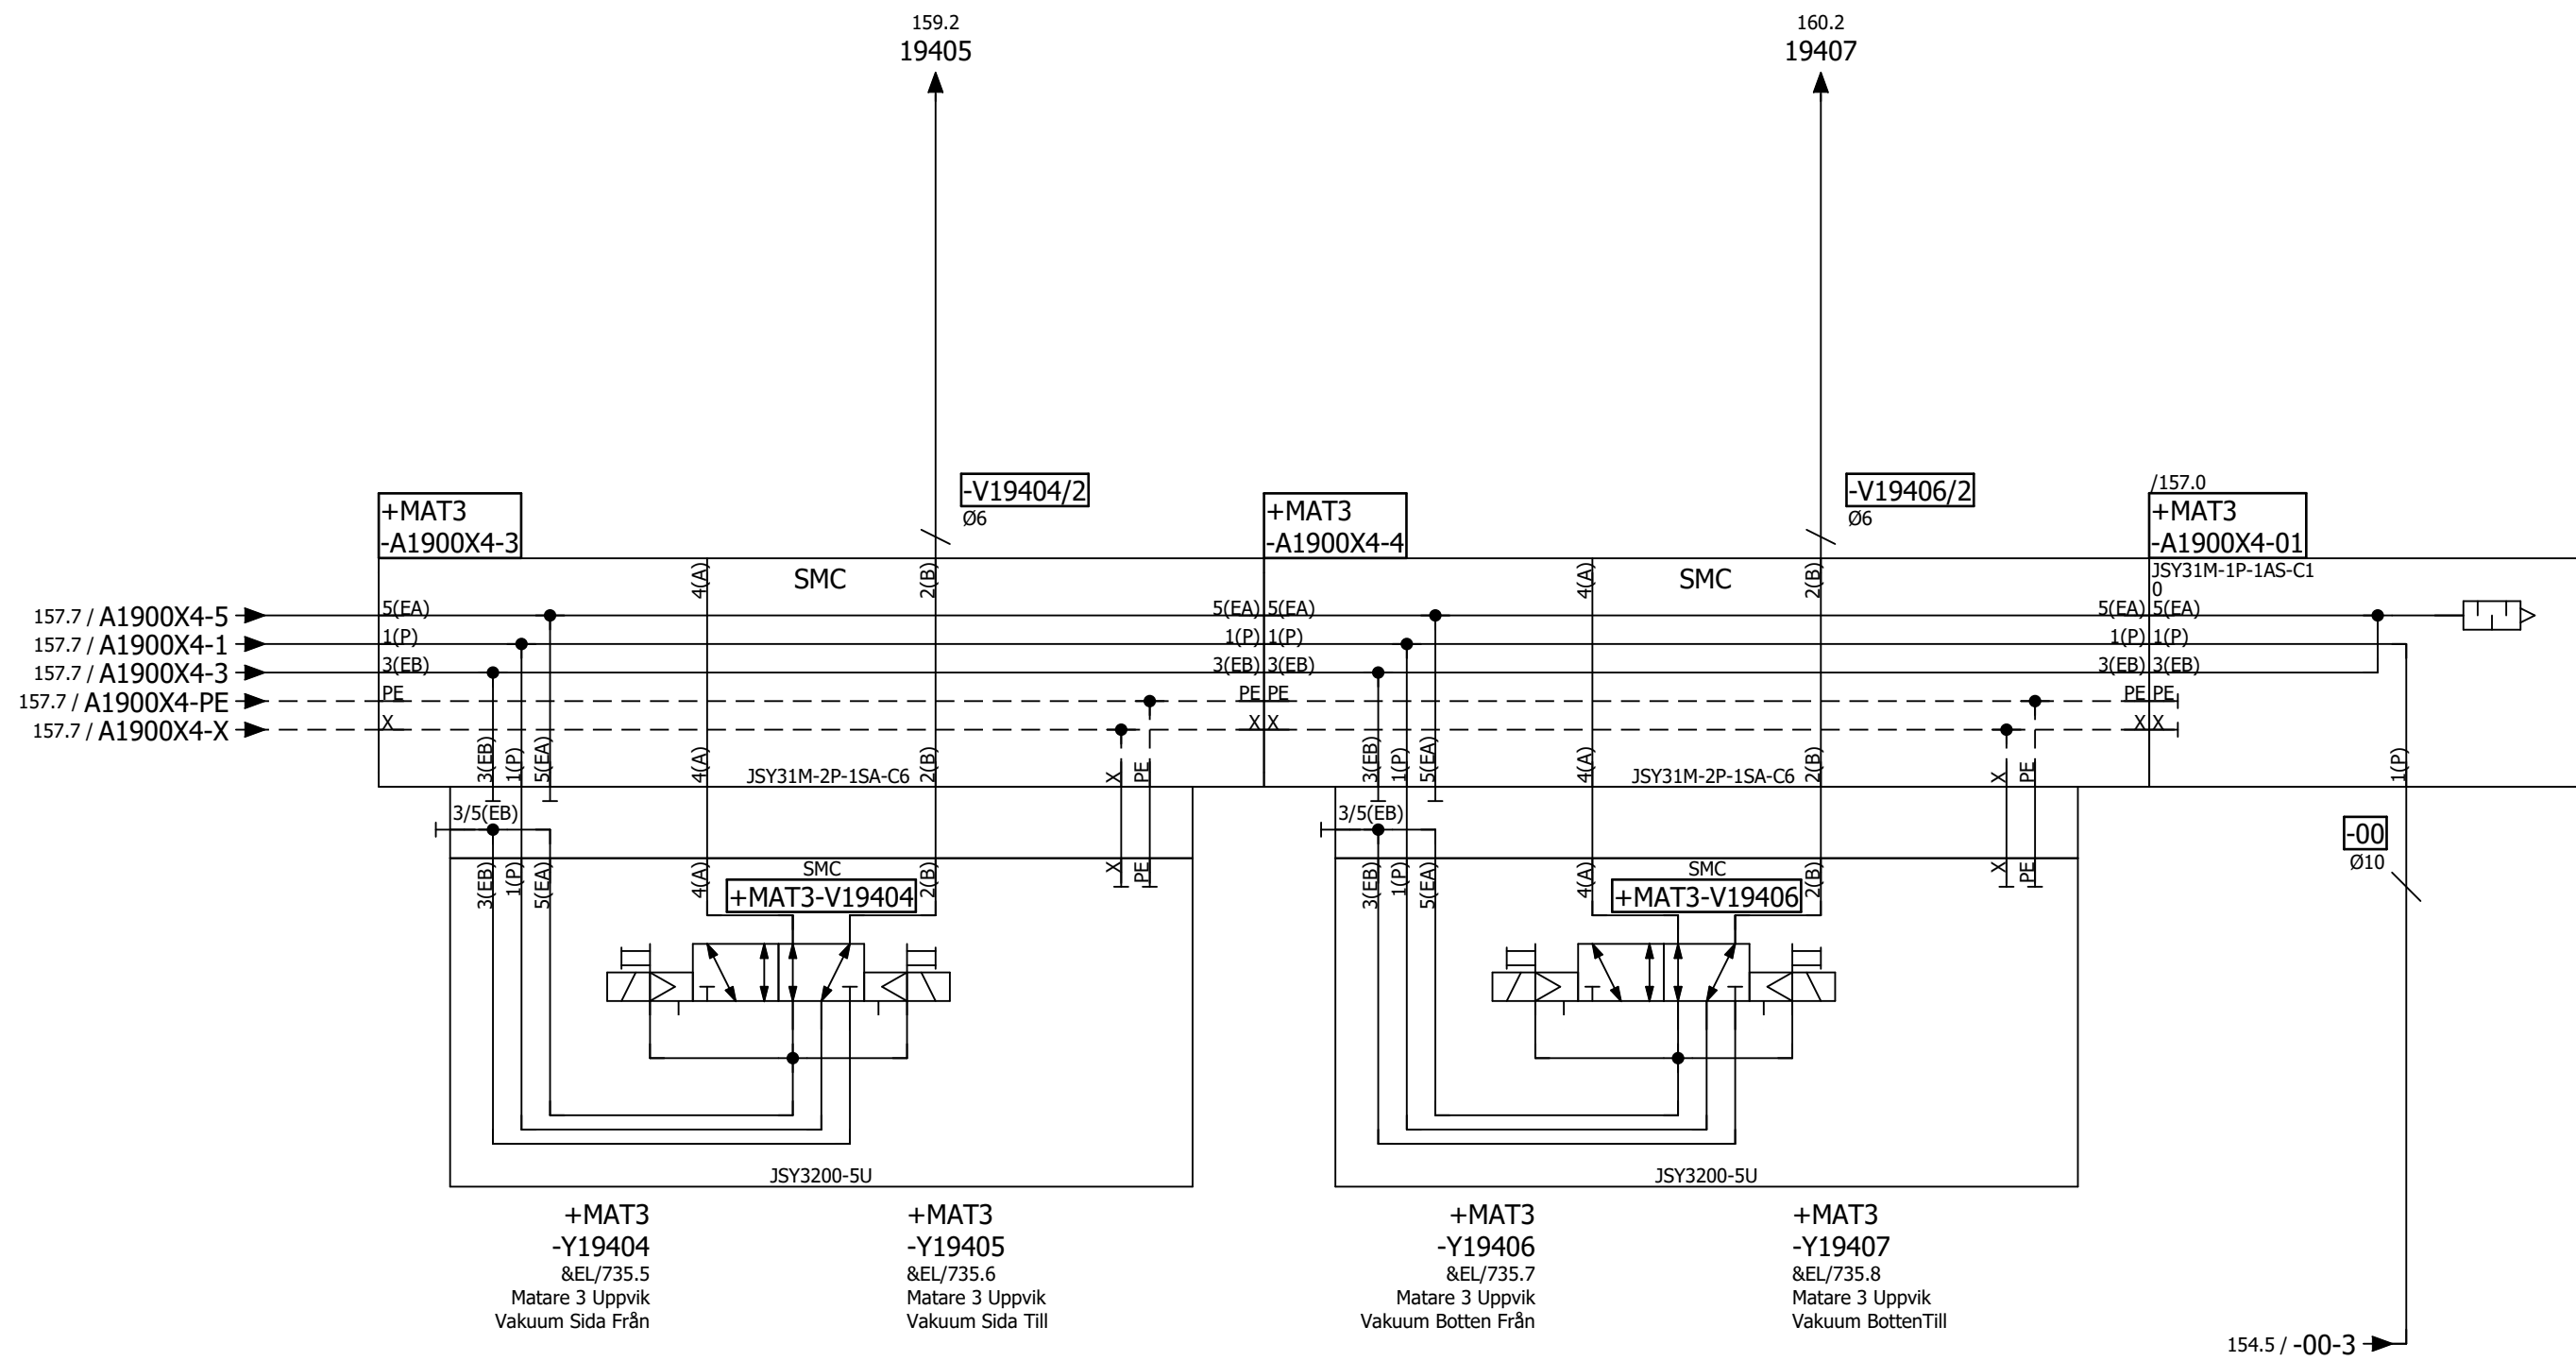 159.2
19405
160.2
19407
-V19404/2
Ø6
-V19406/2
Ø6
+MAT3
-A1900X4-3
+MAT3
-A1900X4-4
/157.0
+MAT3
-A1900X4-01
JSY31M-1P-1AS-C1
0
4(A)
SMC
2(B)
4(A)
SMC
2(B)
157.7 / A1900X4-5
5(EA)
5(EA)
5(EA)
5(EA)
5(EA)
157.7 / A1900X4-1
1(P)
1(P)
1(P)
1(P)
1(P)
157.7 / A1900X4-3
3(EB)
3(EB)
3(EB)
3(EB)
3(EB)
157.7 / A1900X4-PE
PE
PE
PE
PE
PE
157.7 / A1900X4-X
X
X
X
X
X
3(EB)
1(P)
5(EA)
4(A)
JSY31M-2P-1SA-C6
2(B)
X
PE
3(EB)
1(P)
5(EA)
4(A)
JSY31M-2P-1SA-C6
2(B)
X
PE
1(P)
3/5(EB)
3/5(EB)
-00
Ø10
3(EB)
1(P)
5(EA)
4(A)
SMC
+MAT3-V19404
2(B)
X
PE
3(EB)
1(P)
5(EA)
4(A)
SMC
+MAT3-V19406
2(B)
X
PE
JSY3200-5U
JSY3200-5U
+MAT3
-Y19404
&EL/735.5
Matare 3 Uppvik
Vakuum Sida Från
+MAT3
-Y19405
&EL/735.6
Matare 3 Uppvik
Vakuum Sida Till
+MAT3
-Y19406
&EL/735.7
Matare 3 Uppvik
Vakuum Botten Från
+MAT3
-Y19407
&EL/735.8
Matare 3 Uppvik
Vakuum BottenTill
154.5 / -00-3